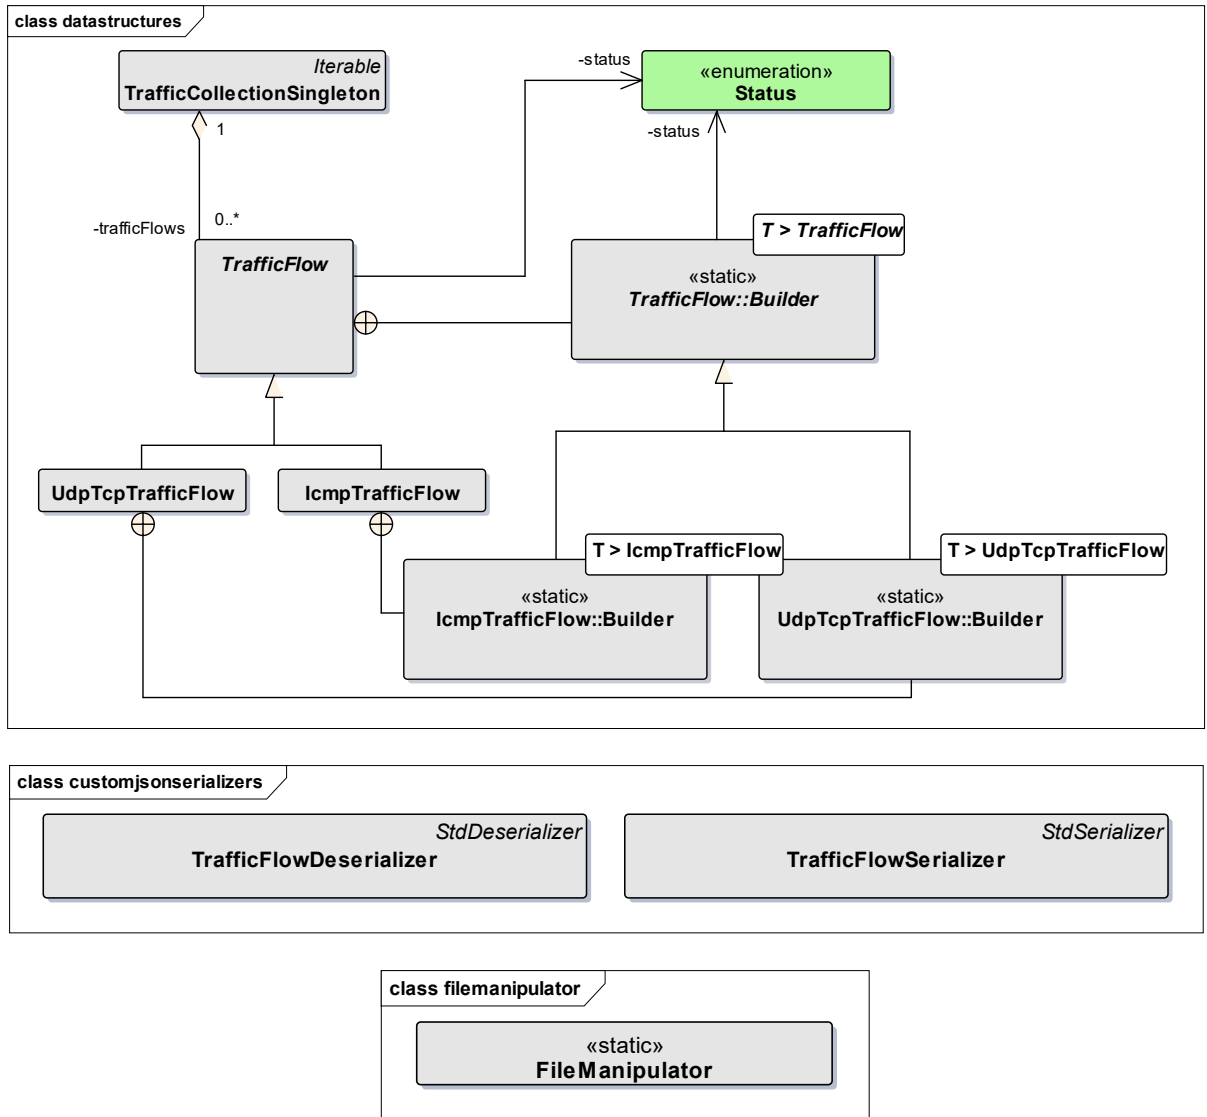 class datastructures
Iterable
TrafficCollectionSingleton
-status
«enumeration»
Status
1
-status
-trafficFlows
0..*
T > TrafficFlow
TrafficFlow
«static»
TrafficFlow::Builder
UdpTcpTrafficFlow
IcmpTrafficFlow
T > IcmpTrafficFlow
T > UdpTcpTrafficFlow
«static»
IcmpTrafficFlow::Builder
«static»
UdpTcpTrafficFlow::Builder
class customjsonserializers
StdDeserializer
TrafficFlowDeserializer
StdSerializer
TrafficFlowSerializer
class filemanipulator
«static»
FileManipulator